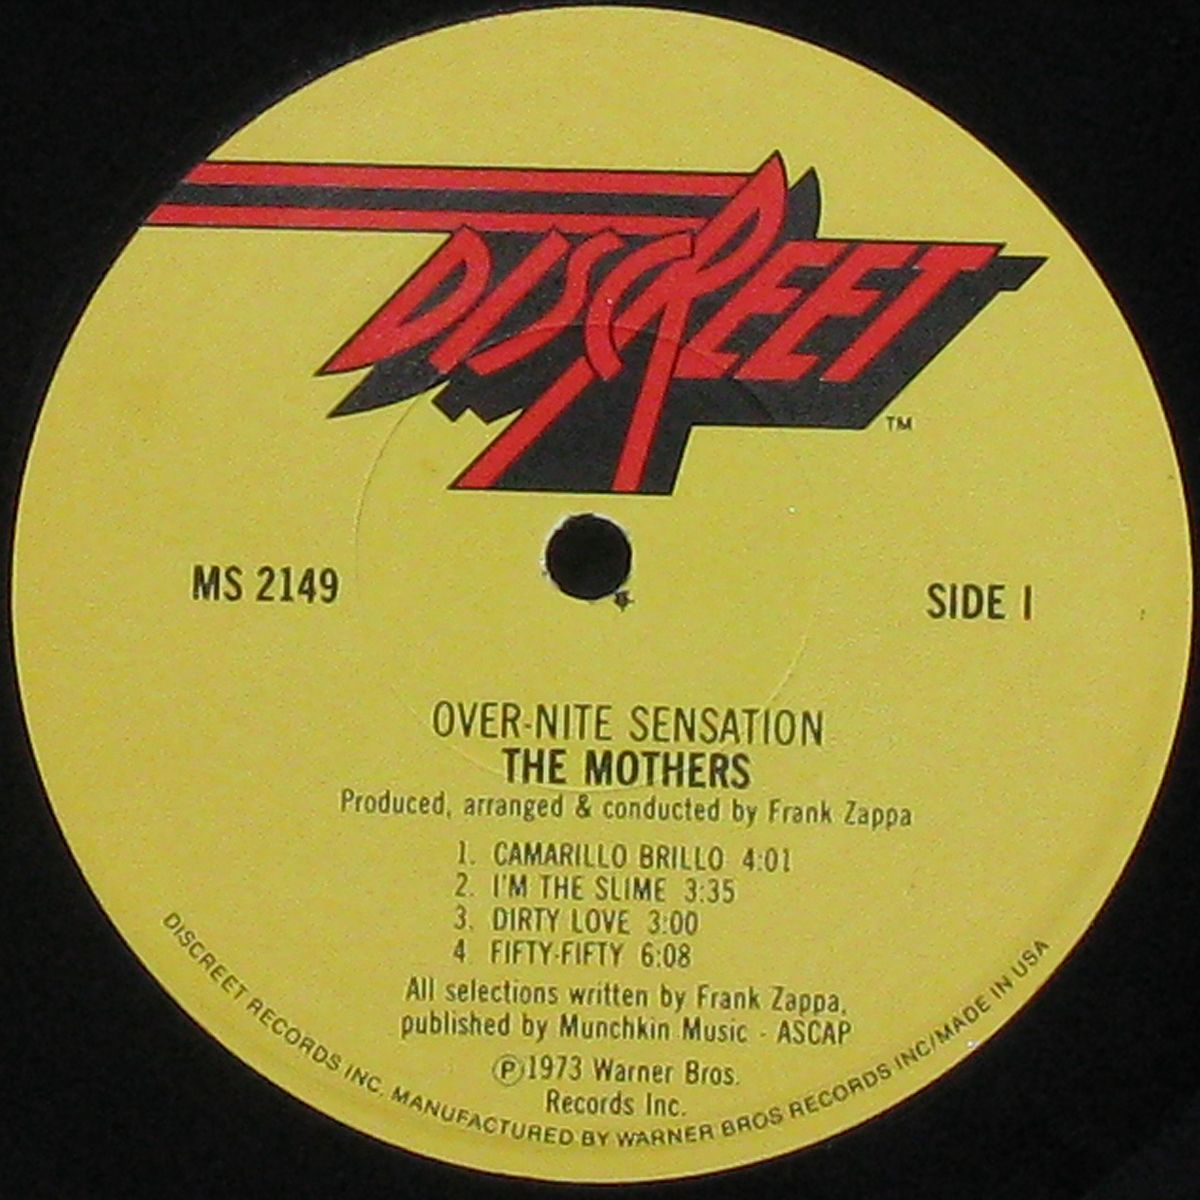 DISCREET
TM
MS 2149
SIDE 1
OVER-NITE SENSATION
THE MOTHERS
Produced, arranged & conducted by Frank Zappa
1. CAMARILLO BRILLO 4:01
2. I'M THE SLIME 3:35
3. DIRTY LOVE 3:00
4 FIFTY-FIFTY 6:08
All selections written by Frank Zappa,
published by Munchkin Music - ASCAP
Ⓟ1973 Warner Bros.
Records Inc.
DISCREET RECORDS INC. MANUFACTURED BY WARNER BROS RECORDS INC/MADE IN USA